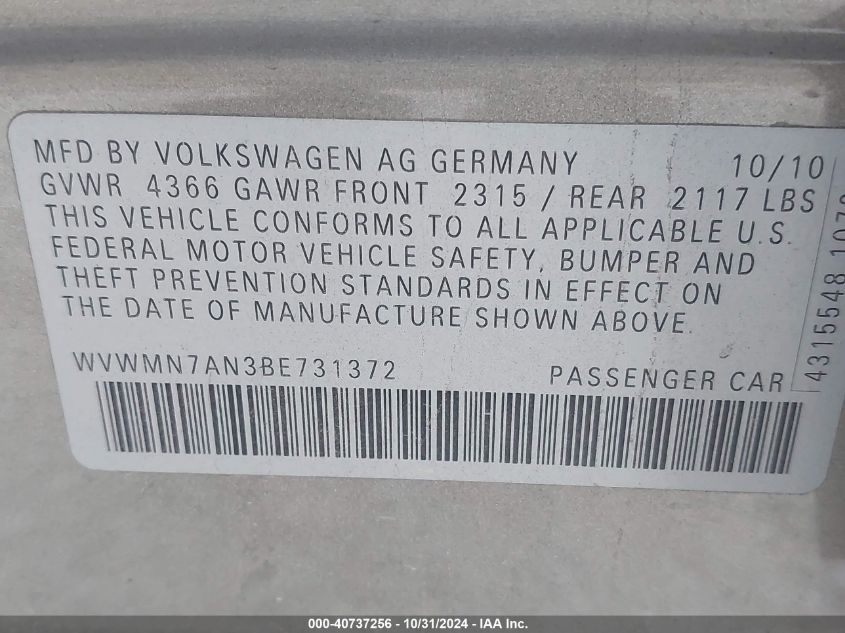 MFD BY VOLKSWAGEN AG GERMANY 10/10
GVWR 4366 GAWR FRONT 2315 / REAR 2117 LBS
THIS VEHICLE CONFORMS TO ALL APPLICABLE U.S.
FEDERAL MOTOR VEHICLE SAFETY, BUMPER AND
THEFT PREVENTION STANDARDS IN EFFECT ON
THE DATE OF MANUFACTURE SHOWN ABOVE.
WVWMN7AN3BE731372 PASSENGER CAR
4315548
000-40737256 - 10/31/2024 - IAA Inc.